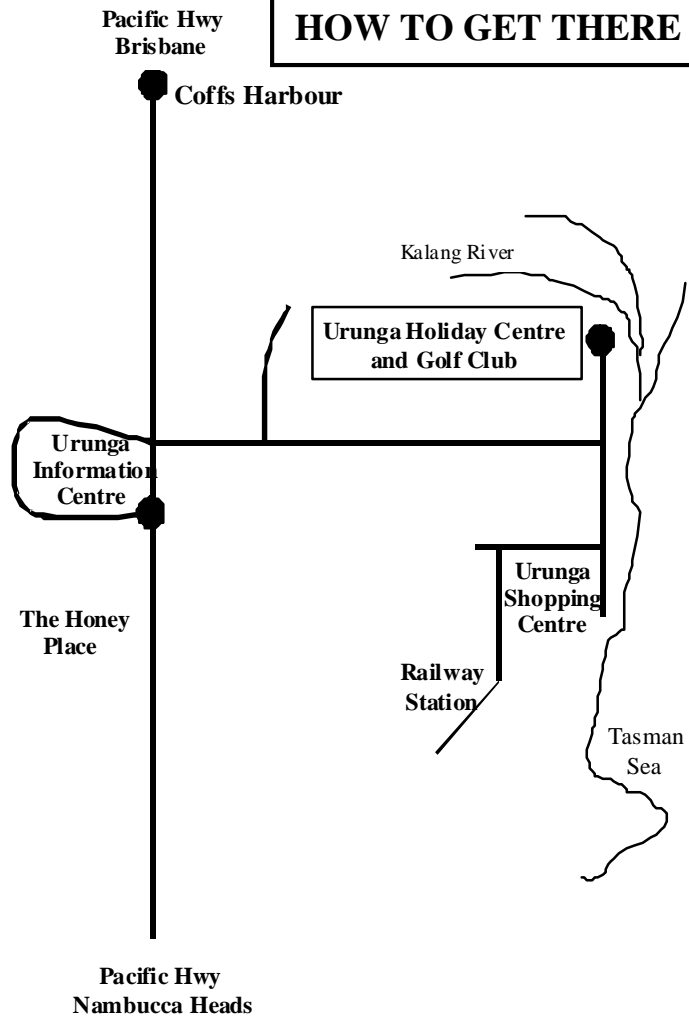 HOW TO GET THERE
Pacific Hwy
Brisbane
Coffs Harbour
Kalang River
Urunga Holiday Centre
and Golf Club
Urunga
Information
Centre
Urunga
Shopping
Centre
The Honey
Place
Railway
Station
Tasman
Sea
Pacific Hwy
Nambucca Heads